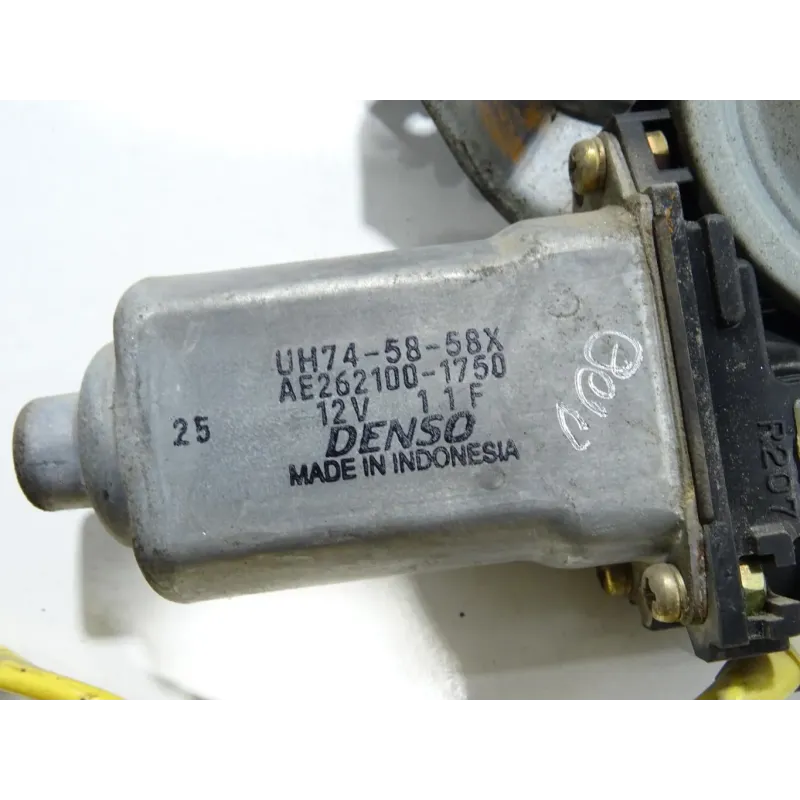 UH74-58-58X
AE262100-1750
12V 11F
DENSO
MADE IN INDONESIA
25
R207